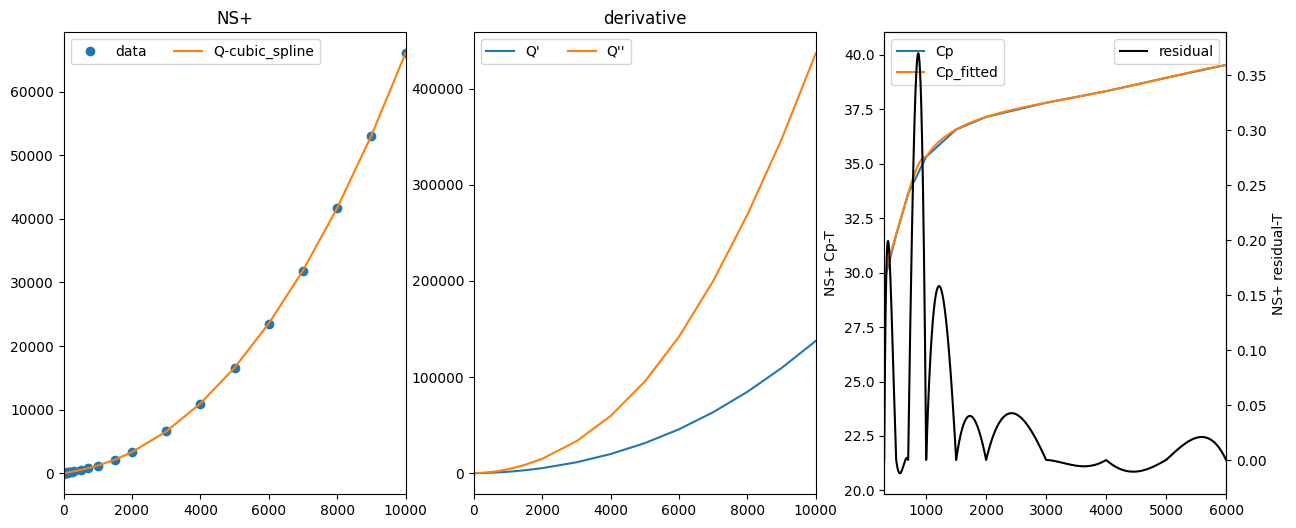 NS+
data
Q-cubic_spline
60000
50000
40000
30000
20000
10000
0
0 2000 4000 6000 8000 10000
derivative
Q'
Q''
400000
300000
200000
100000
0
0 2000 4000 6000 8000 10000
Cp
Cp_fitted
residual
NS+ Cp-T
40.0
37.5
35.0
32.5
30.0
27.5
25.0
22.5
20.0
1000 2000 3000 4000 5000 6000
0.35
0.30
0.25
0.20
0.15
0.10
0.05
0.00
NS+ residual-T